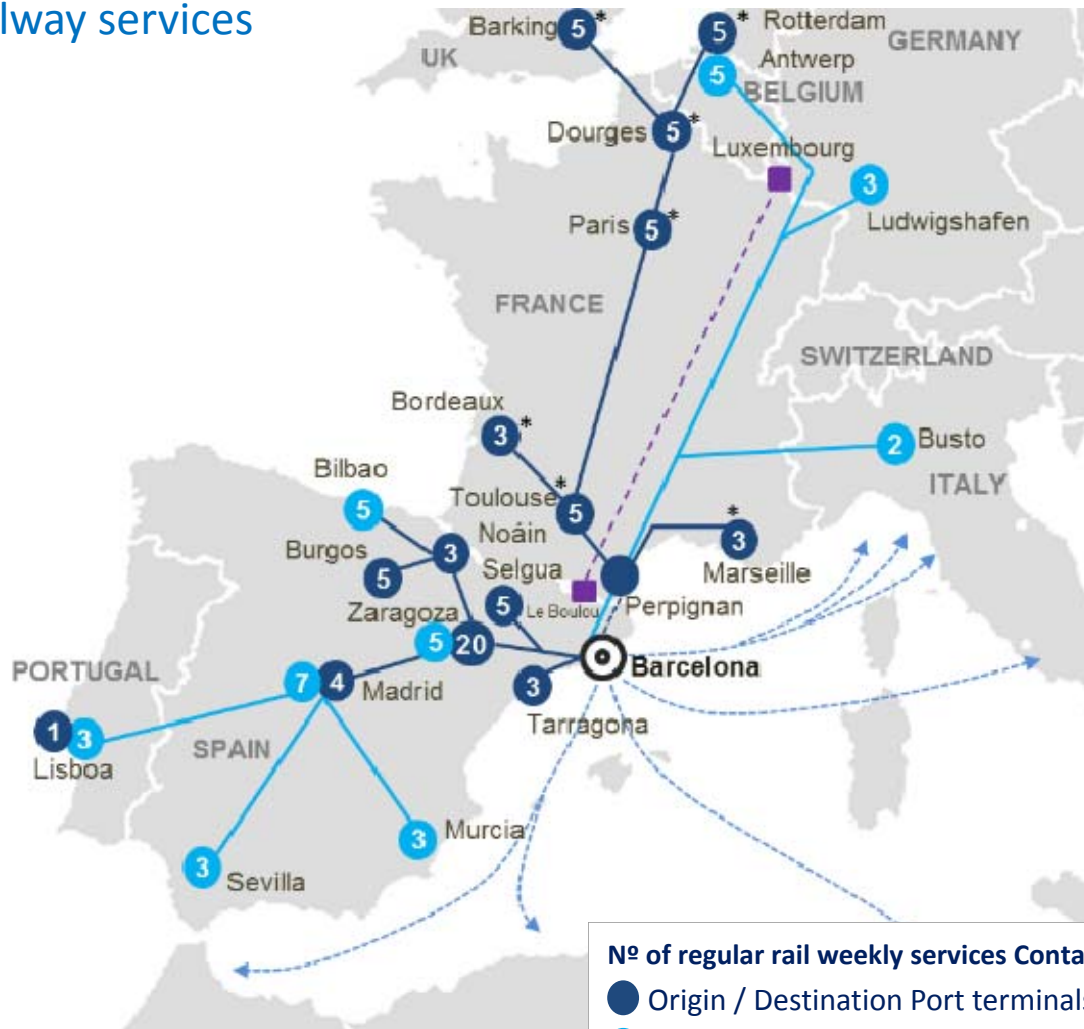 lway services
Barking
5
*
5
*
Rotterdam
GERMANY
UK
Antwerp
5
BELGIUM
Dourges
5
*
Luxembourg
3
Ludwigshafen
Paris
5
*
FRANCE
SWITZERLAND
Bordeaux
3
*
2
Busto
Bilbao
5
ITALY
Toulouse
*
5
Noâin
3
Burgos
5
*
3
Marseille
Selgua
5
Le Boulou
Perpignan
Zaragoza
5
20
Barcelona
PORTUGAL
7
4
Madrid
3
Tarragona
1
3
Lisboa
SPAIN
Murcia
3
3
Sevilla
Nº of regular rail weekly services Conta
Origin / Destination Port terminals